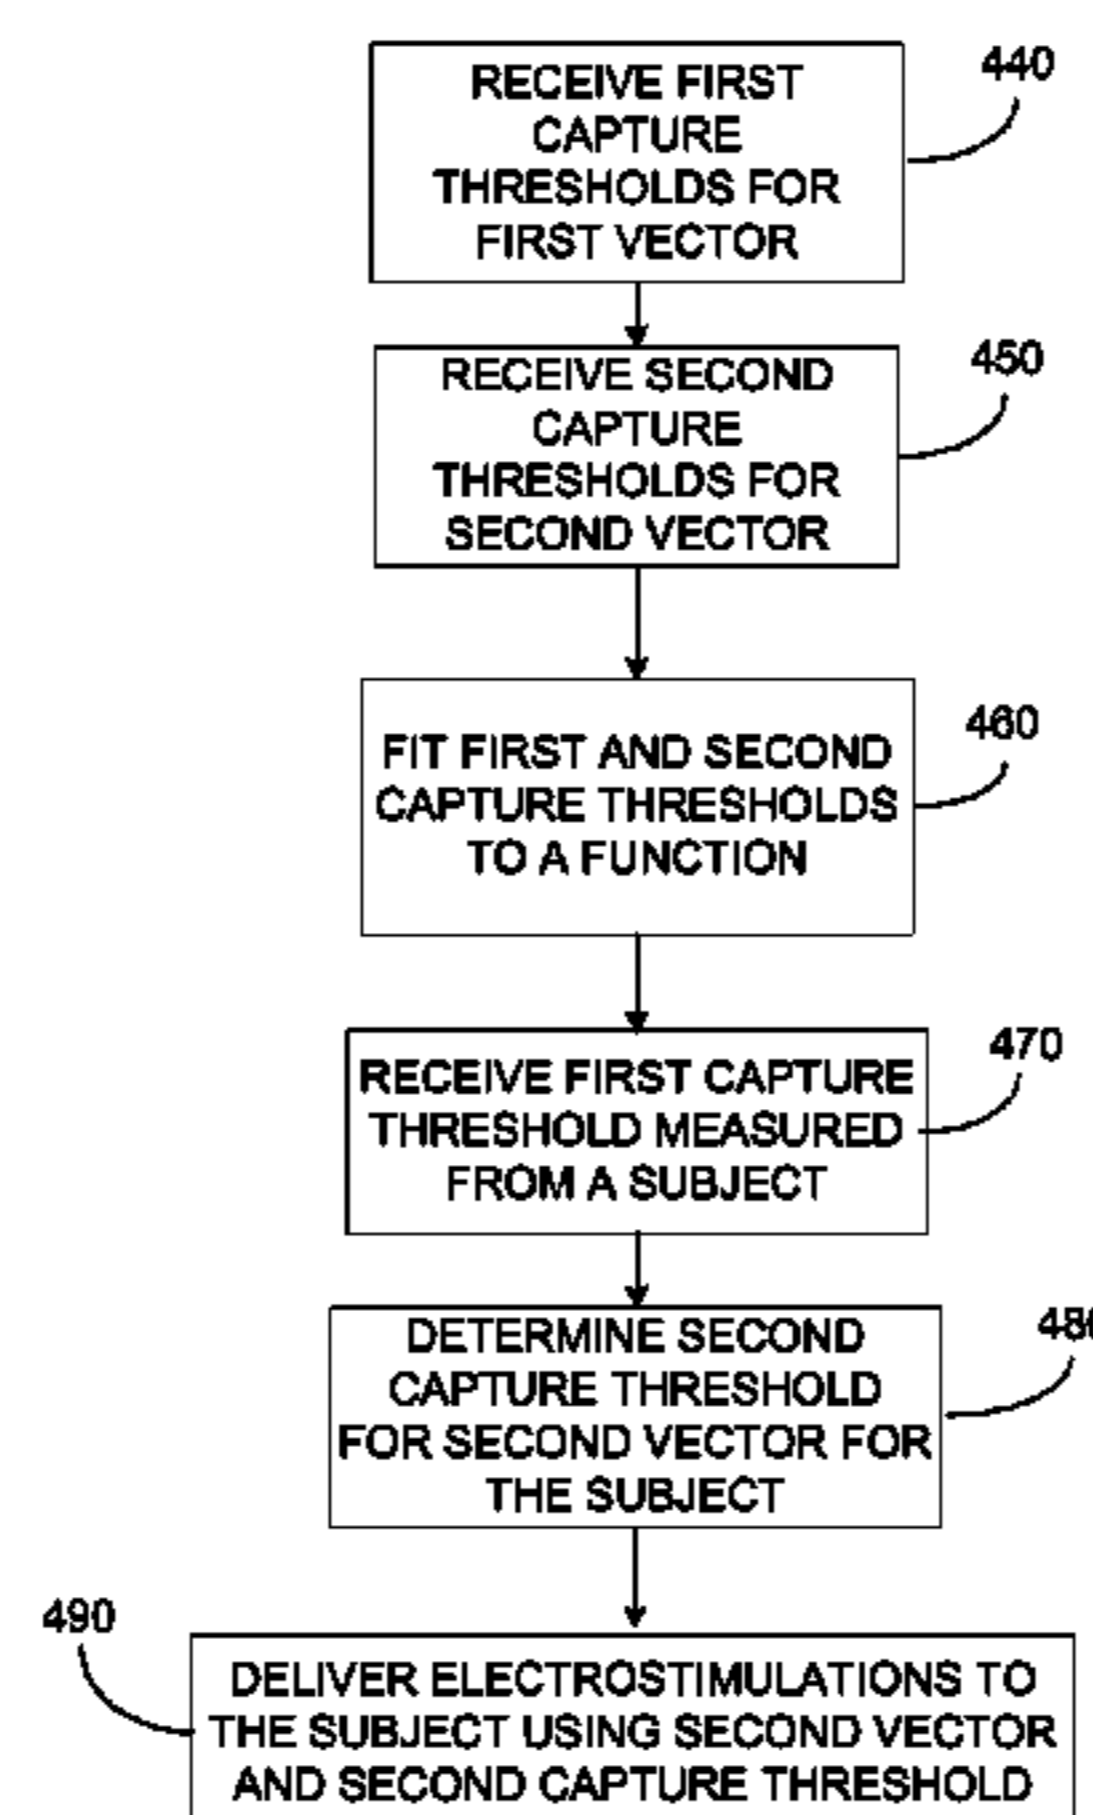 RECEIVE FIRST
CAPTURE
THRESHOLDS FOR
FIRST VECTOR
440
RECEIVE SECOND
CAPTURE
THRESHOLDS FOR
SECOND VECTOR
450
FIT FIRST AND SECOND
CAPTURE THRESHOLDS
TO A FUNCTION
460
RECEIVE FIRST CAPTURE
THRESHOLD MEASURED
FROM A SUBJECT
470
DETERMINE SECOND
CAPTURE THRESHOLD
FOR SECOND VECTOR FOR
THE SUBJECT
480
490
DELIVER ELECTROSTIMULATIONS TO
THE SUBJECT USING SECOND VECTOR
AND SECOND CAPTURE THRESHOLD